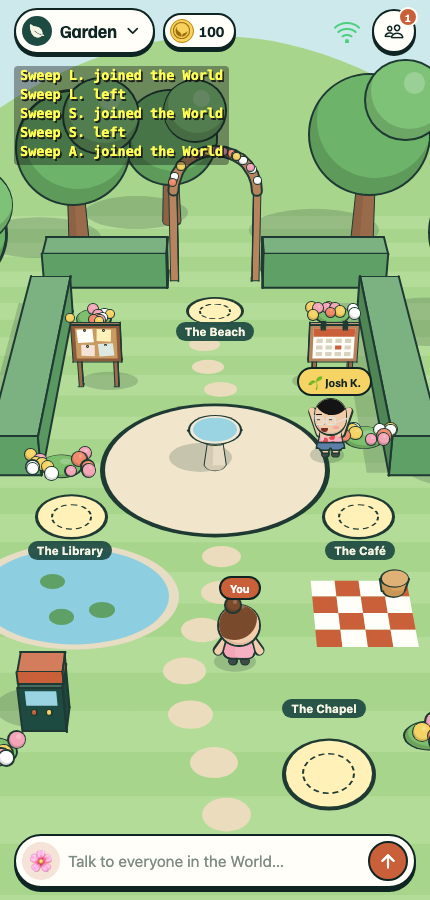 Garden
100
1
Sweep L. joined the World
Sweep L. left
Sweep S. joined the World
Sweep S. left
Sweep A. joined the World
The Beach
Josh K.
The Library
The Café
You
The Chapel
Talk to everyone in the World...